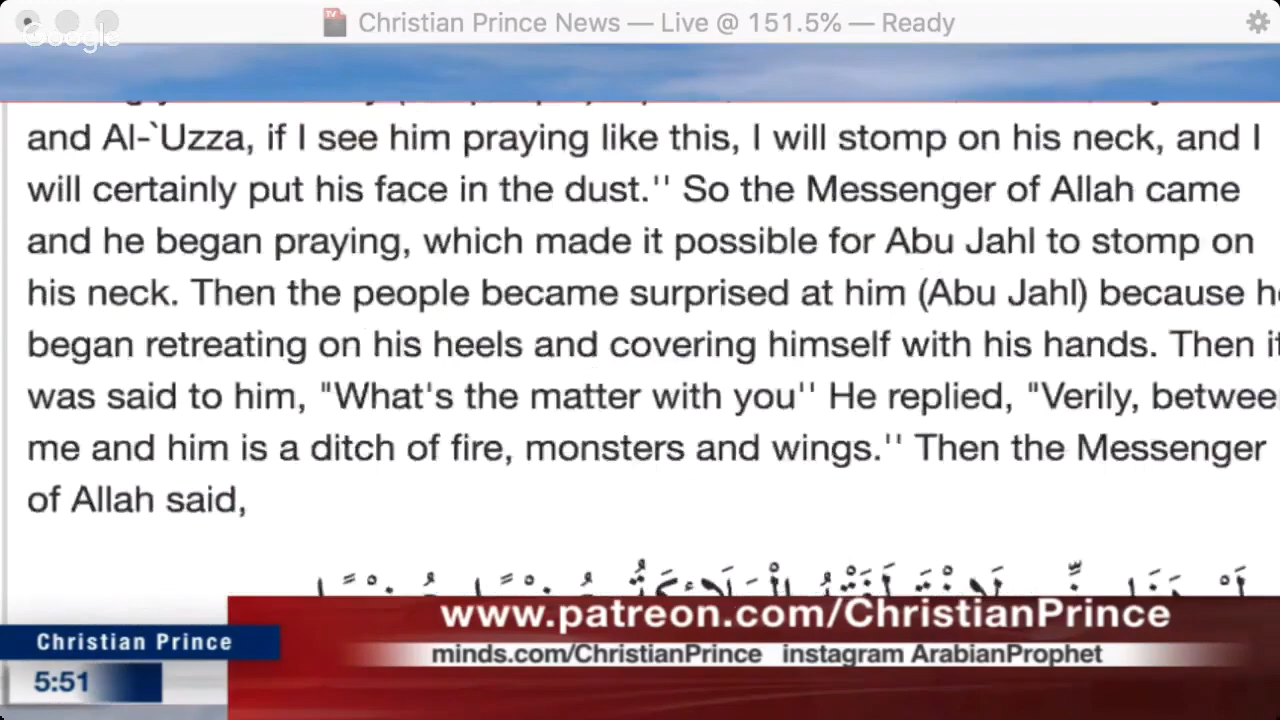 Christian Prince News — Live @ 151.5% — Ready
Google
and Al-`Uzza, if I see him praying like this, I will stomp on his neck, and I
will certainly put his face in the dust.'' So the Messenger of Allah came
and he began praying, which made it possible for Abu Jahl to stomp on
his neck. Then the people became surprised at him (Abu Jahl) because
began retreating on his heels and covering himself with his hands. Then
was said to him, "What's the matter with you'' He replied, "Verily,
me and him is a ditch of fire, monsters and wings.'' Then the Messenger
of Allah said,
www.patreon.com/ChristianPrince
Christian Prince
minds.com/ChristianPrince instagram ArabianProphet
5:51